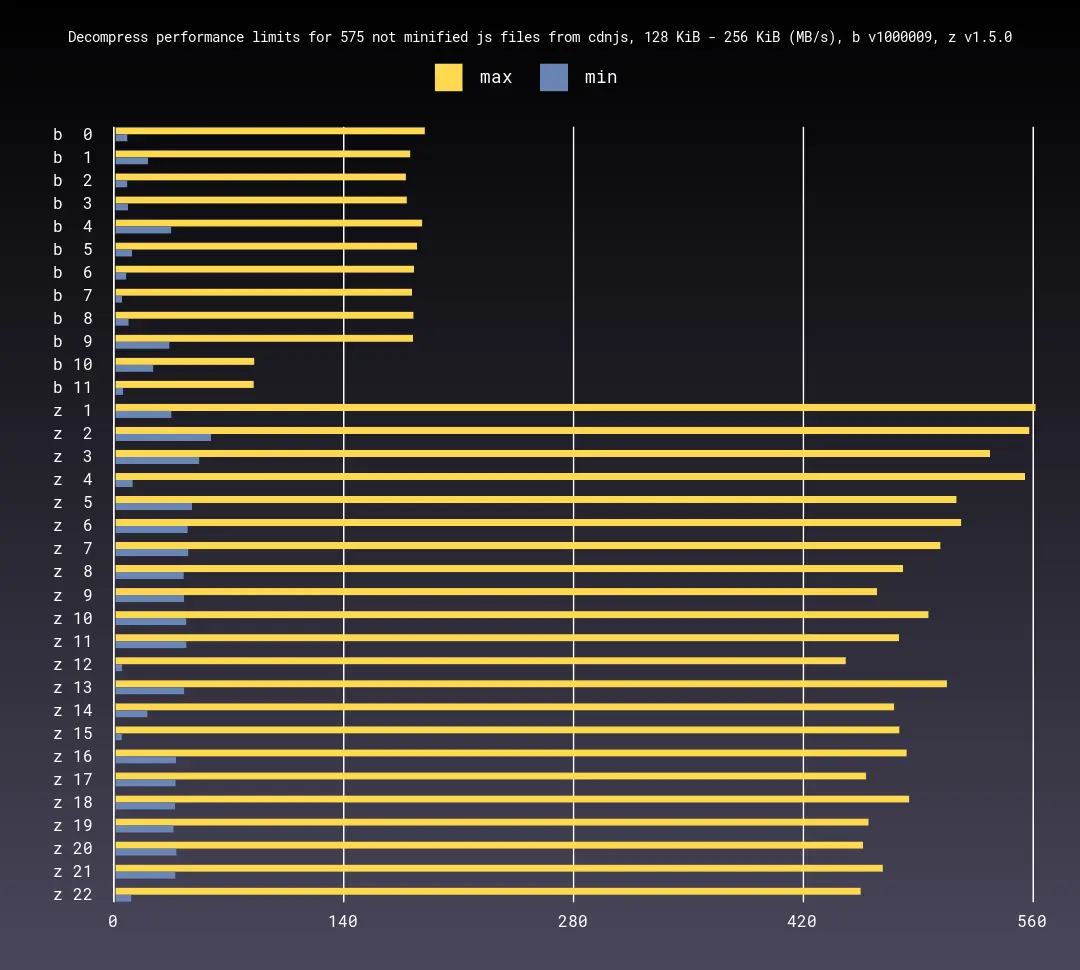 Decompress performance limits for 575 not minified js files from cdnjs, 128 KiB - 256 KiB (MB/s), b v1000009, z v1.5.0
max min
b 0
b 1
b 2
b 3
b 4
b 5
b 6
b 7
b 8
b 9
b 10
b 11
z 1
z 2
z 3
z 4
z 5
z 6
z 7
z 8
z 9
z 10
z 11
z 12
z 13
z 14
z 15
z 16
z 17
z 18
z 19
z 20
z 21
z 22
0 140 280 420 560